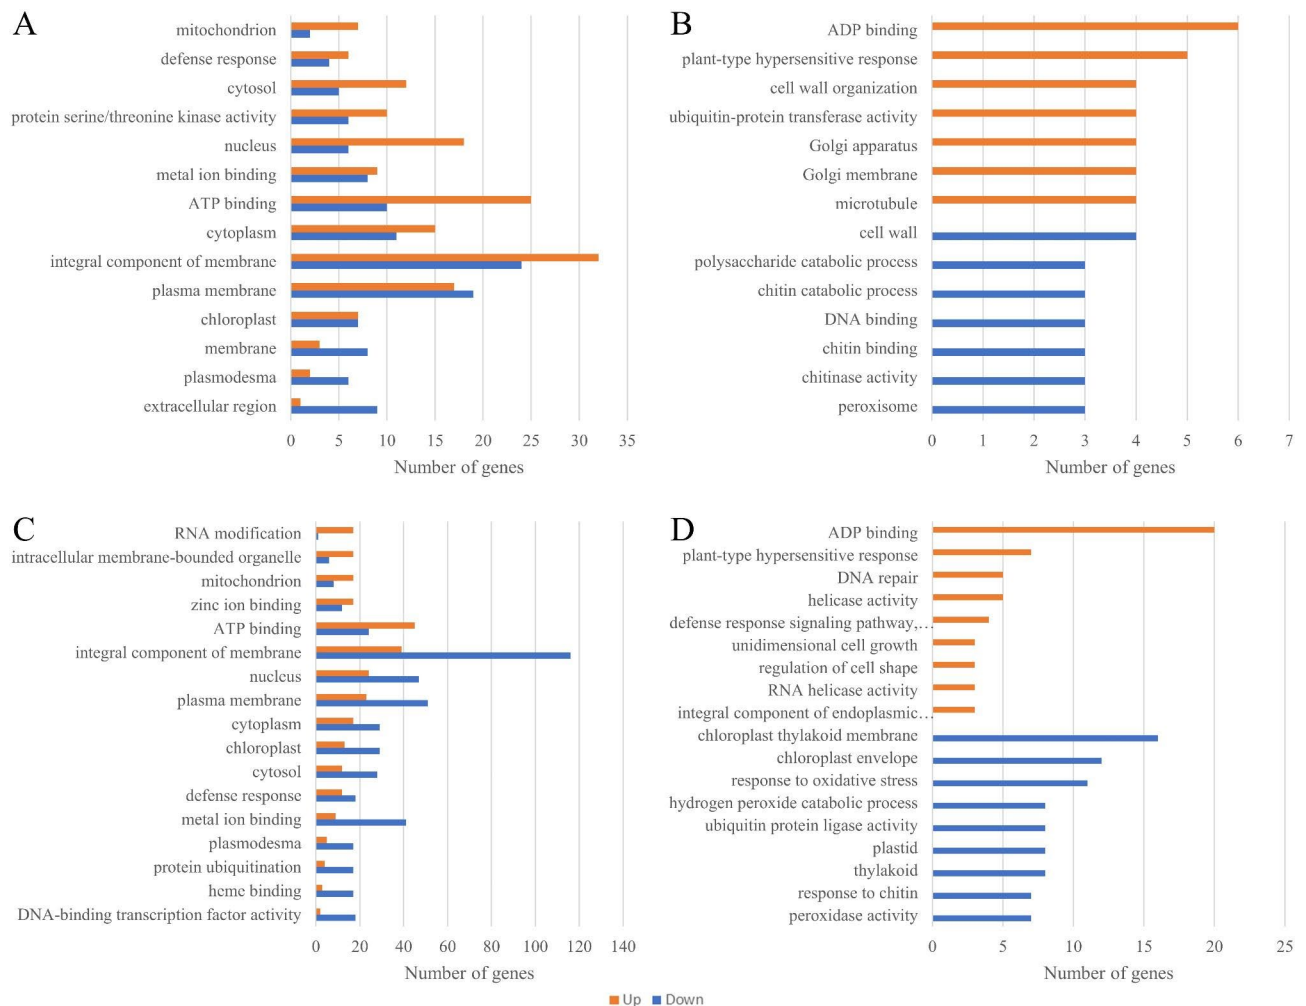 A
mitochondrion
defense response
cytosol
protein serine/threonine kinase activity
nucleus
metal ion binding
ATP binding
cytoplasm
integral component of membrane
plasma membrane
chloroplast
membrane
plasmodesma
extracellular region
0 5 10 15 20 25 30 35
Number of genes
B
ADP binding
plant-type hypersensitive response
cell wall organization
ubiquitin-protein transferase activity
Golgi apparatus
Golgi membrane
microtubule
cell wall
polysaccharide catabolic process
chitin catabolic process
DNA binding
chitin binding
chitinase activity
peroxisome
0 1 2 3 4 5 6 7
Number of genes
C
RNA modification
intracellular membrane-bounded organelle
mitochondrion
zinc ion binding
ATP binding
integral component of membrane
nucleus
plasma membrane
cytoplasm
chloroplast
cytosol
defense response
metal ion binding
plasmodesma
protein ubiquitination
heme binding
DNA-binding transcription factor activity
0 20 40 60 80 100 120 140
Number of genes
D
ADP binding
plant-type hypersensitive response
DNA repair
helicase activity
defense response signaling pathway,…
unidimensional cell growth
regulation of cell shape
RNA helicase activity
integral component of endoplasmic…
chloroplast thylakoid membrane
chloroplast envelope
response to oxidative stress
hydrogen peroxide catabolic process
ubiquitin protein ligase activity
plastid
thylakoid
response to chitin
peroxidase activity
0 5 10 15 20 25
Number of genes
Up Down